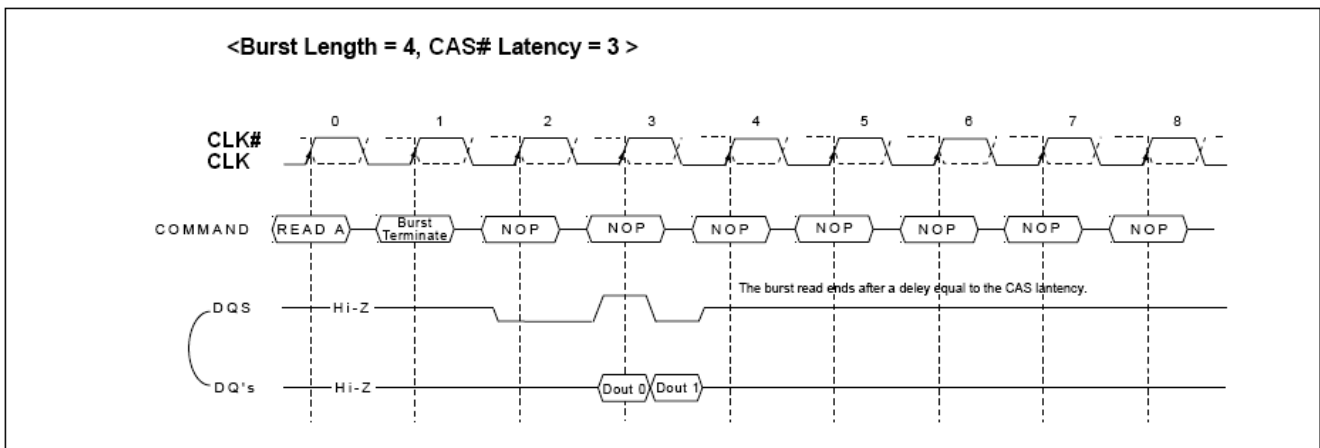 <Burst Length = 4, CAS# Latency = 3 >
0 1 2 3 4 5 6 7 8
CLK#
CLK
COMMAND READ A Burst Terminate NOP NOP NOP NOP NOP NOP NOP
The burst read ends after a deley equal to the CAS lantency.
DQS Hi-Z
DQ's Hi-Z Dout 0 Dout 1